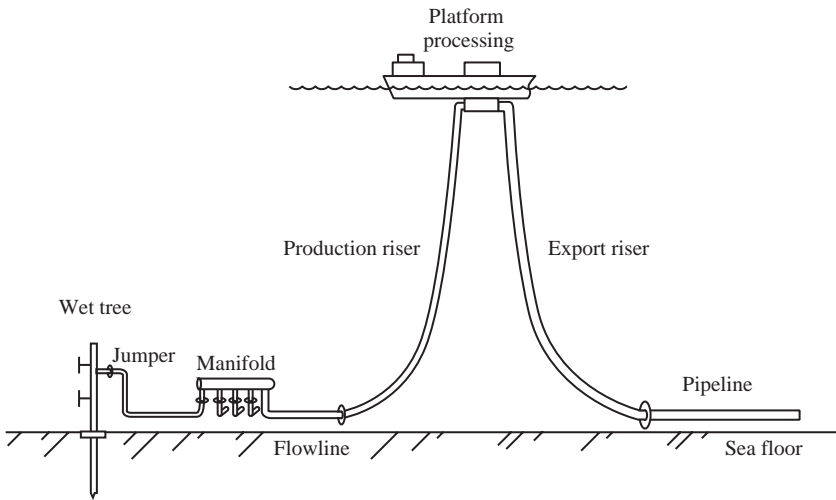 Platform
processing
Production riser
Export riser
Wet tree
Jumper
Manifold
Pipeline
Flowline
Sea floor